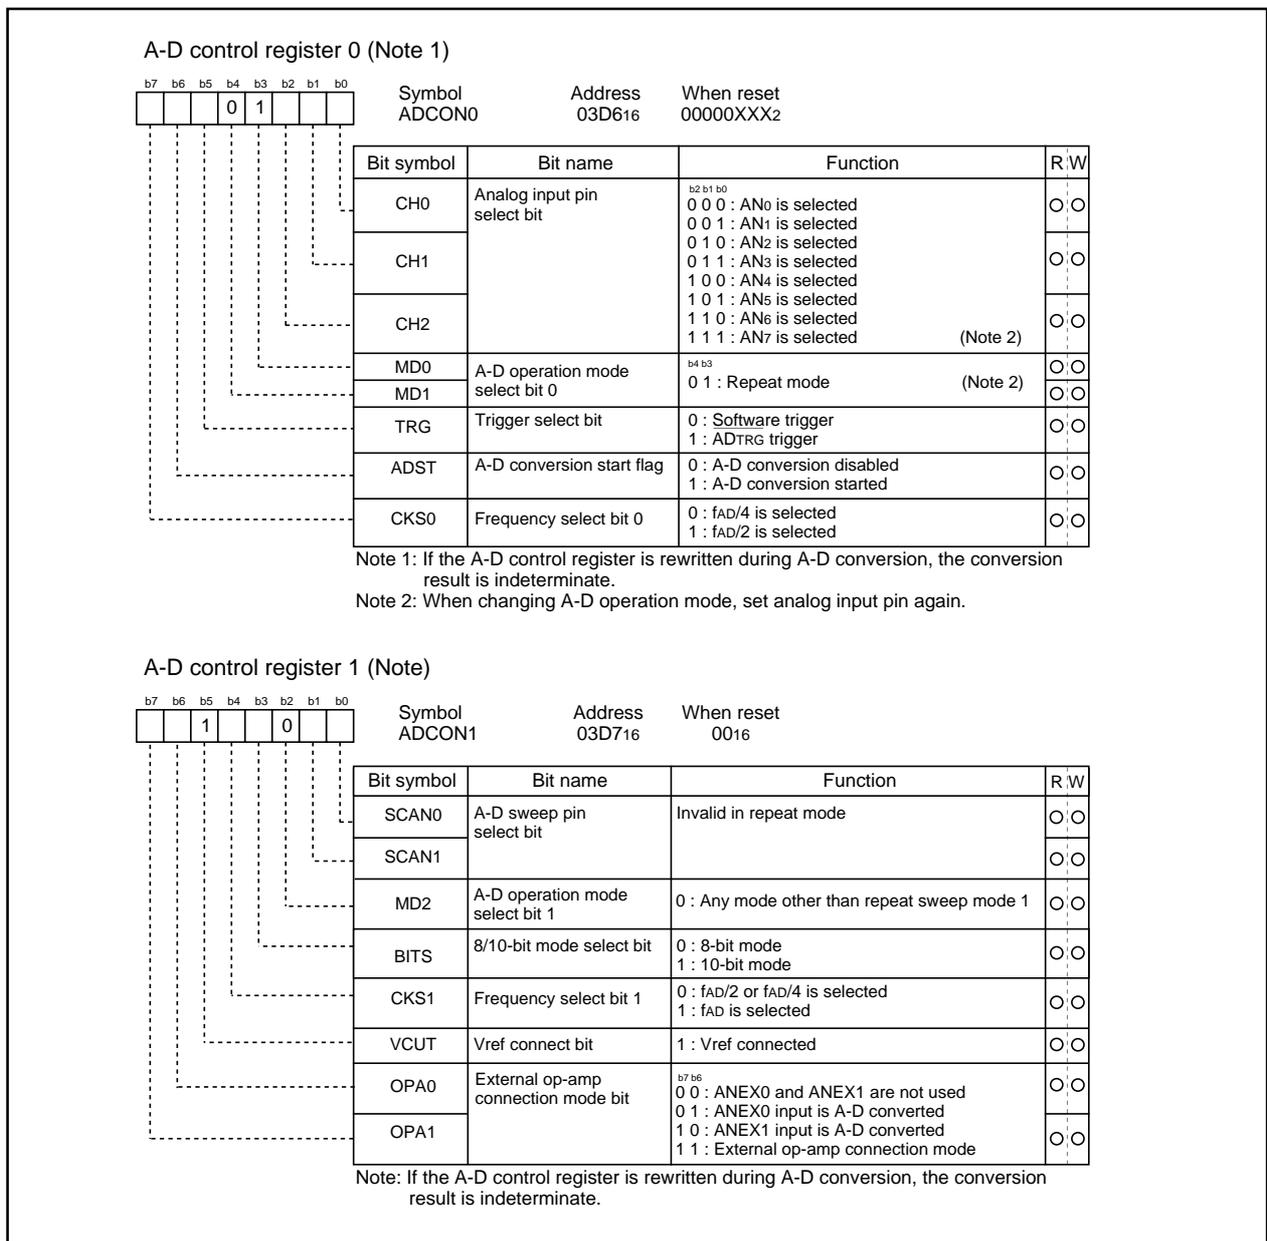 A-D control register 0 (Note 1)
b7 b6 b5 b4 b3 b2 b1 b0
0 1
Symbol Address When reset
ADCON0 03D616 00000XXX2
Bit symbol Bit name Function R W
CH0 Analog input pin
select bit
b2 b1 b0
0 0 0 : AN0 is selected
0 0 1 : AN1 is selected
0 1 0 : AN2 is selected
CH1 0 1 1 : AN3 is selected
1 0 0 : AN4 is selected
1 0 1 : AN5 is selected
CH2 1 1 0 : AN6 is selected
1 1 1 : AN7 is selected (Note 2)
MD0 A-D operation mode
select bit 0
b4 b3
0 1 : Repeat mode (Note 2)
MD1
TRG Trigger select bit 0 : Software trigger
1 : ADTRG trigger
ADST A-D conversion start flag 0 : A-D conversion disabled
1 : A-D conversion started
CKS0 Frequency select bit 0 0 : fAD/4 is selected
1 : fAD/2 is selected
Note 1: If the A-D control register is rewritten during A-D conversion, the conversion
result is indeterminate.
Note 2: When changing A-D operation mode, set analog input pin again.
A-D control register 1 (Note)
b7 b6 b5 b4 b3 b2 b1 b0
1 0
Symbol Address When reset
ADCON1 03D716 0016
Bit symbol Bit name Function R W
SCAN0 A-D sweep pin
select bit
Invalid in repeat mode
SCAN1
MD2 A-D operation mode
select bit 1
0 : Any mode other than repeat sweep mode 1
BITS 8/10-bit mode select bit 0 : 8-bit mode
1 : 10-bit mode
CKS1 Frequency select bit 1 0 : fAD/2 or fAD/4 is selected
1 : fAD is selected
VCUT Vref connect bit 1 : Vref connected
OPA0 External op-amp
connection mode bit
b7 b6
0 0 : ANEX0 and ANEX1 are not used
0 1 : ANEX0 input is A-D converted
OPA1 1 0 : ANEX1 input is A-D converted
1 1 : External op-amp connection mode
Note: If the A-D control register is rewritten during A-D conversion, the conversion
result is indeterminate.